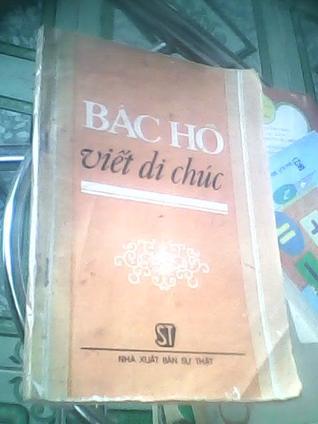 BÁC HỒ
viết di chúc
ST
NHÀ XUẤT BẢN SỰ THẬT